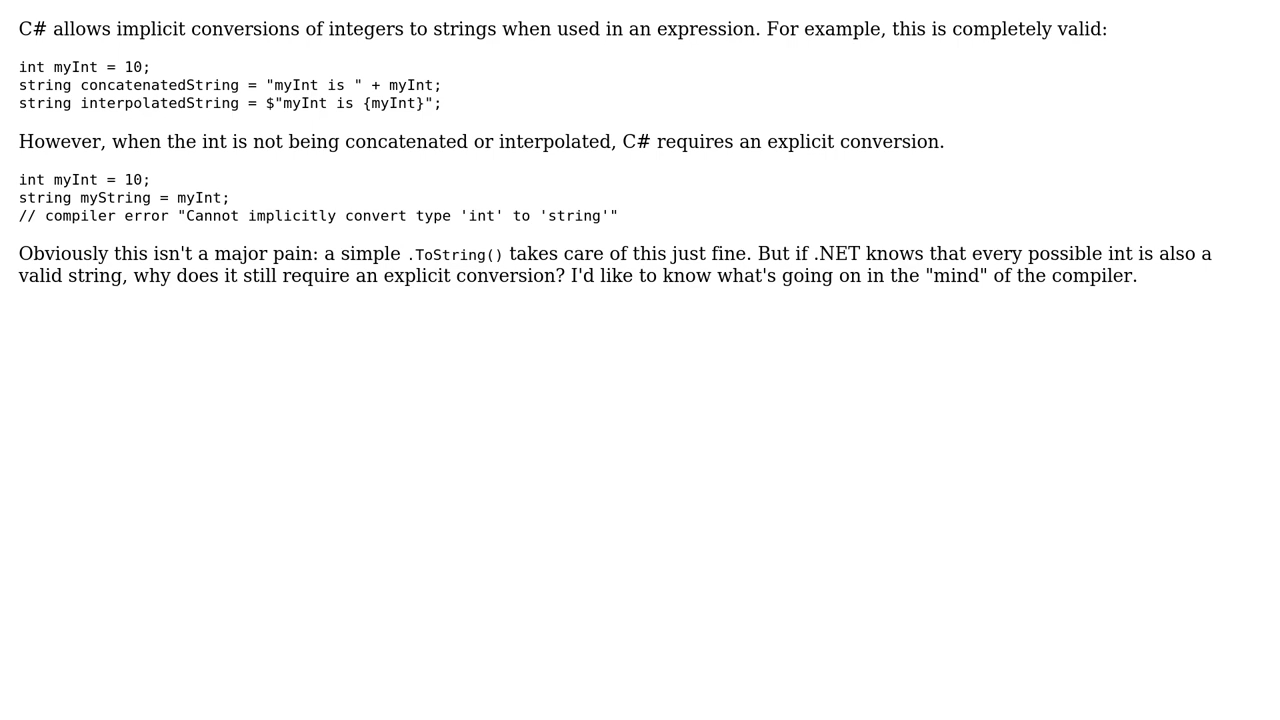 C# allows implicit conversions of integers to strings when used in an expression. For example, this is completely valid:
int myInt = 10;
string concatenatedString = "myInt is " + myInt;
string interpolatedString = $"myInt is {myInt}";
However, when the int is not being concatenated or interpolated, C# requires an explicit conversion.
int myInt = 10;
string myString = myInt;
// compiler error "Cannot implicitly convert type 'int' to 'string'"
Obviously this isn't a major pain: a simple .ToString() takes care of this just fine. But if .NET knows that every possible int is also a
valid string, why does it still require an explicit conversion? I'd like to know what's going on in the "mind" of the compiler.